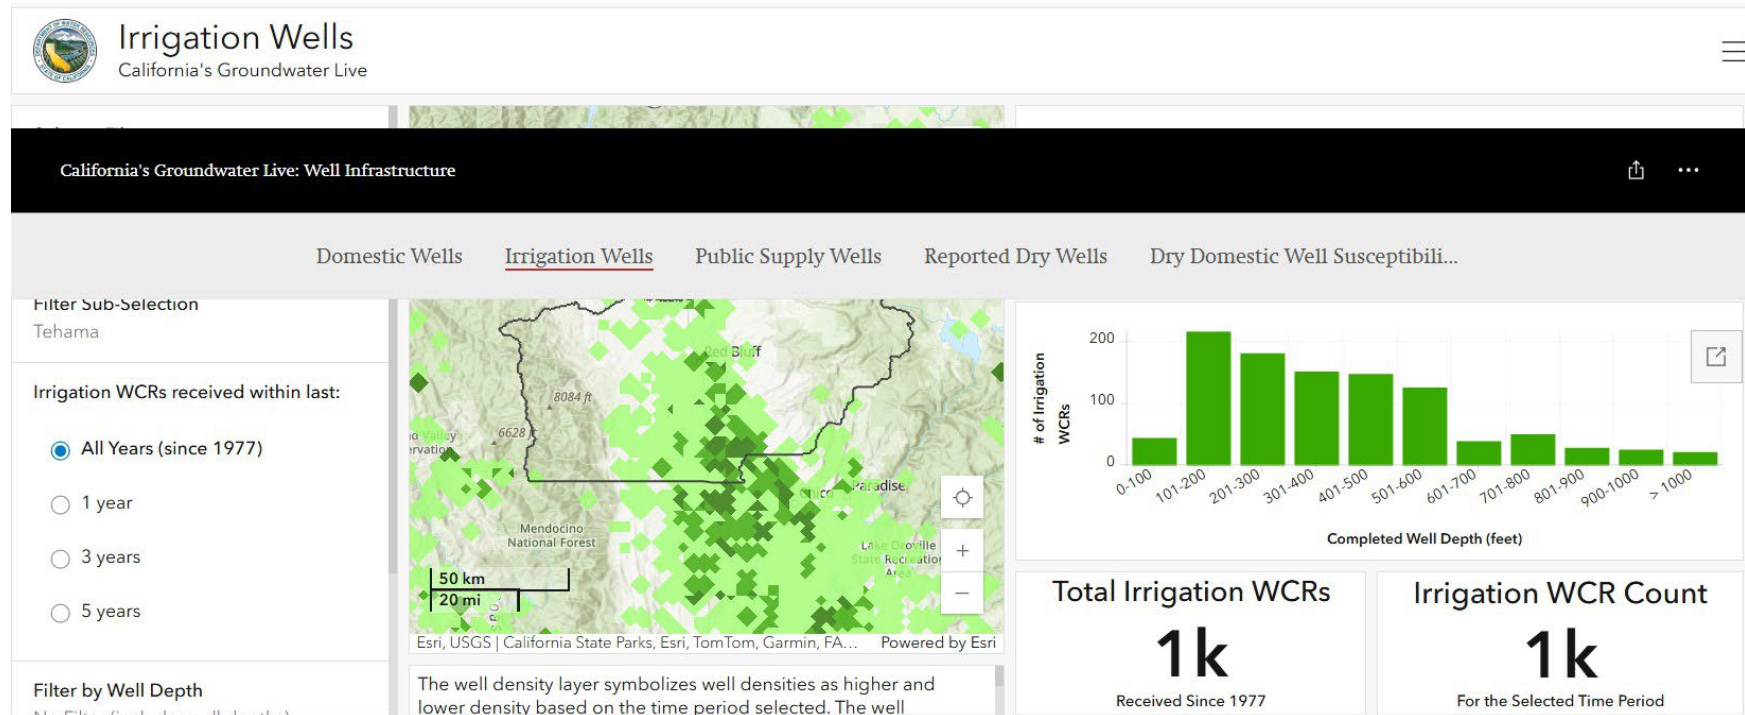 Irrigation Wells
California's Groundwater Live
California's Groundwater Live: Well Infrastructure
Domestic Wells
Irrigation Wells
Public Supply Wells
Reported Dry Wells
Dry Domestic Well Susceptibili...
Filter Sub-Selection
Tehama
Irrigation WCRs received within last:
All Years (since 1977)
1 year
3 years
5 years
Filter by Well Depth
Red Bluff
8084 ft
6628 ft
Valley
Paradise
Chico
Mendocino
National Forest
Lake Oroville
State Recreation
Area
50 km
20 mi
Esri, USGS | California State Parks, Esri, TomTom, Garmin, FA...
Powered by Esri
The well density layer symbolizes well densities as higher and
lower density based on the time period selected. The well
# of Irrigation
WCRs
200
100
0
0-100
101-200
201-300
301-400
401-500
501-600
601-700
701-800
801-900
900-1000
> 1000
Completed Well Depth (feet)
Total Irrigation WCRs
1k
Received Since 1977
Irrigation WCR Count
1k
For the Selected Time Period